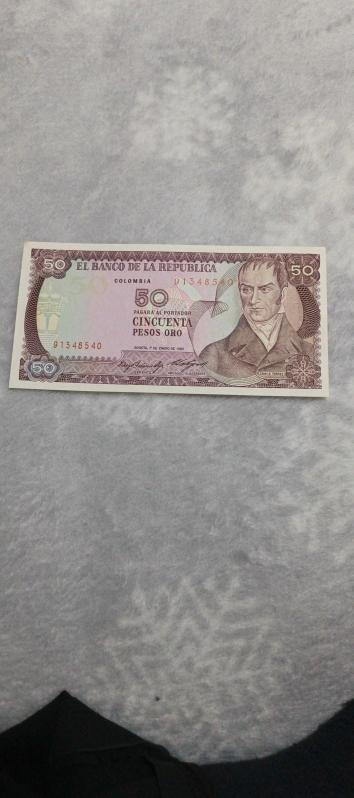 50 50
EL BANCO DE LA REPUBLICA
COLOMBIA 91348540
50
PAGARÁ AL PORTADOR
CINCUENTA
PESOS ORO
91348540
50